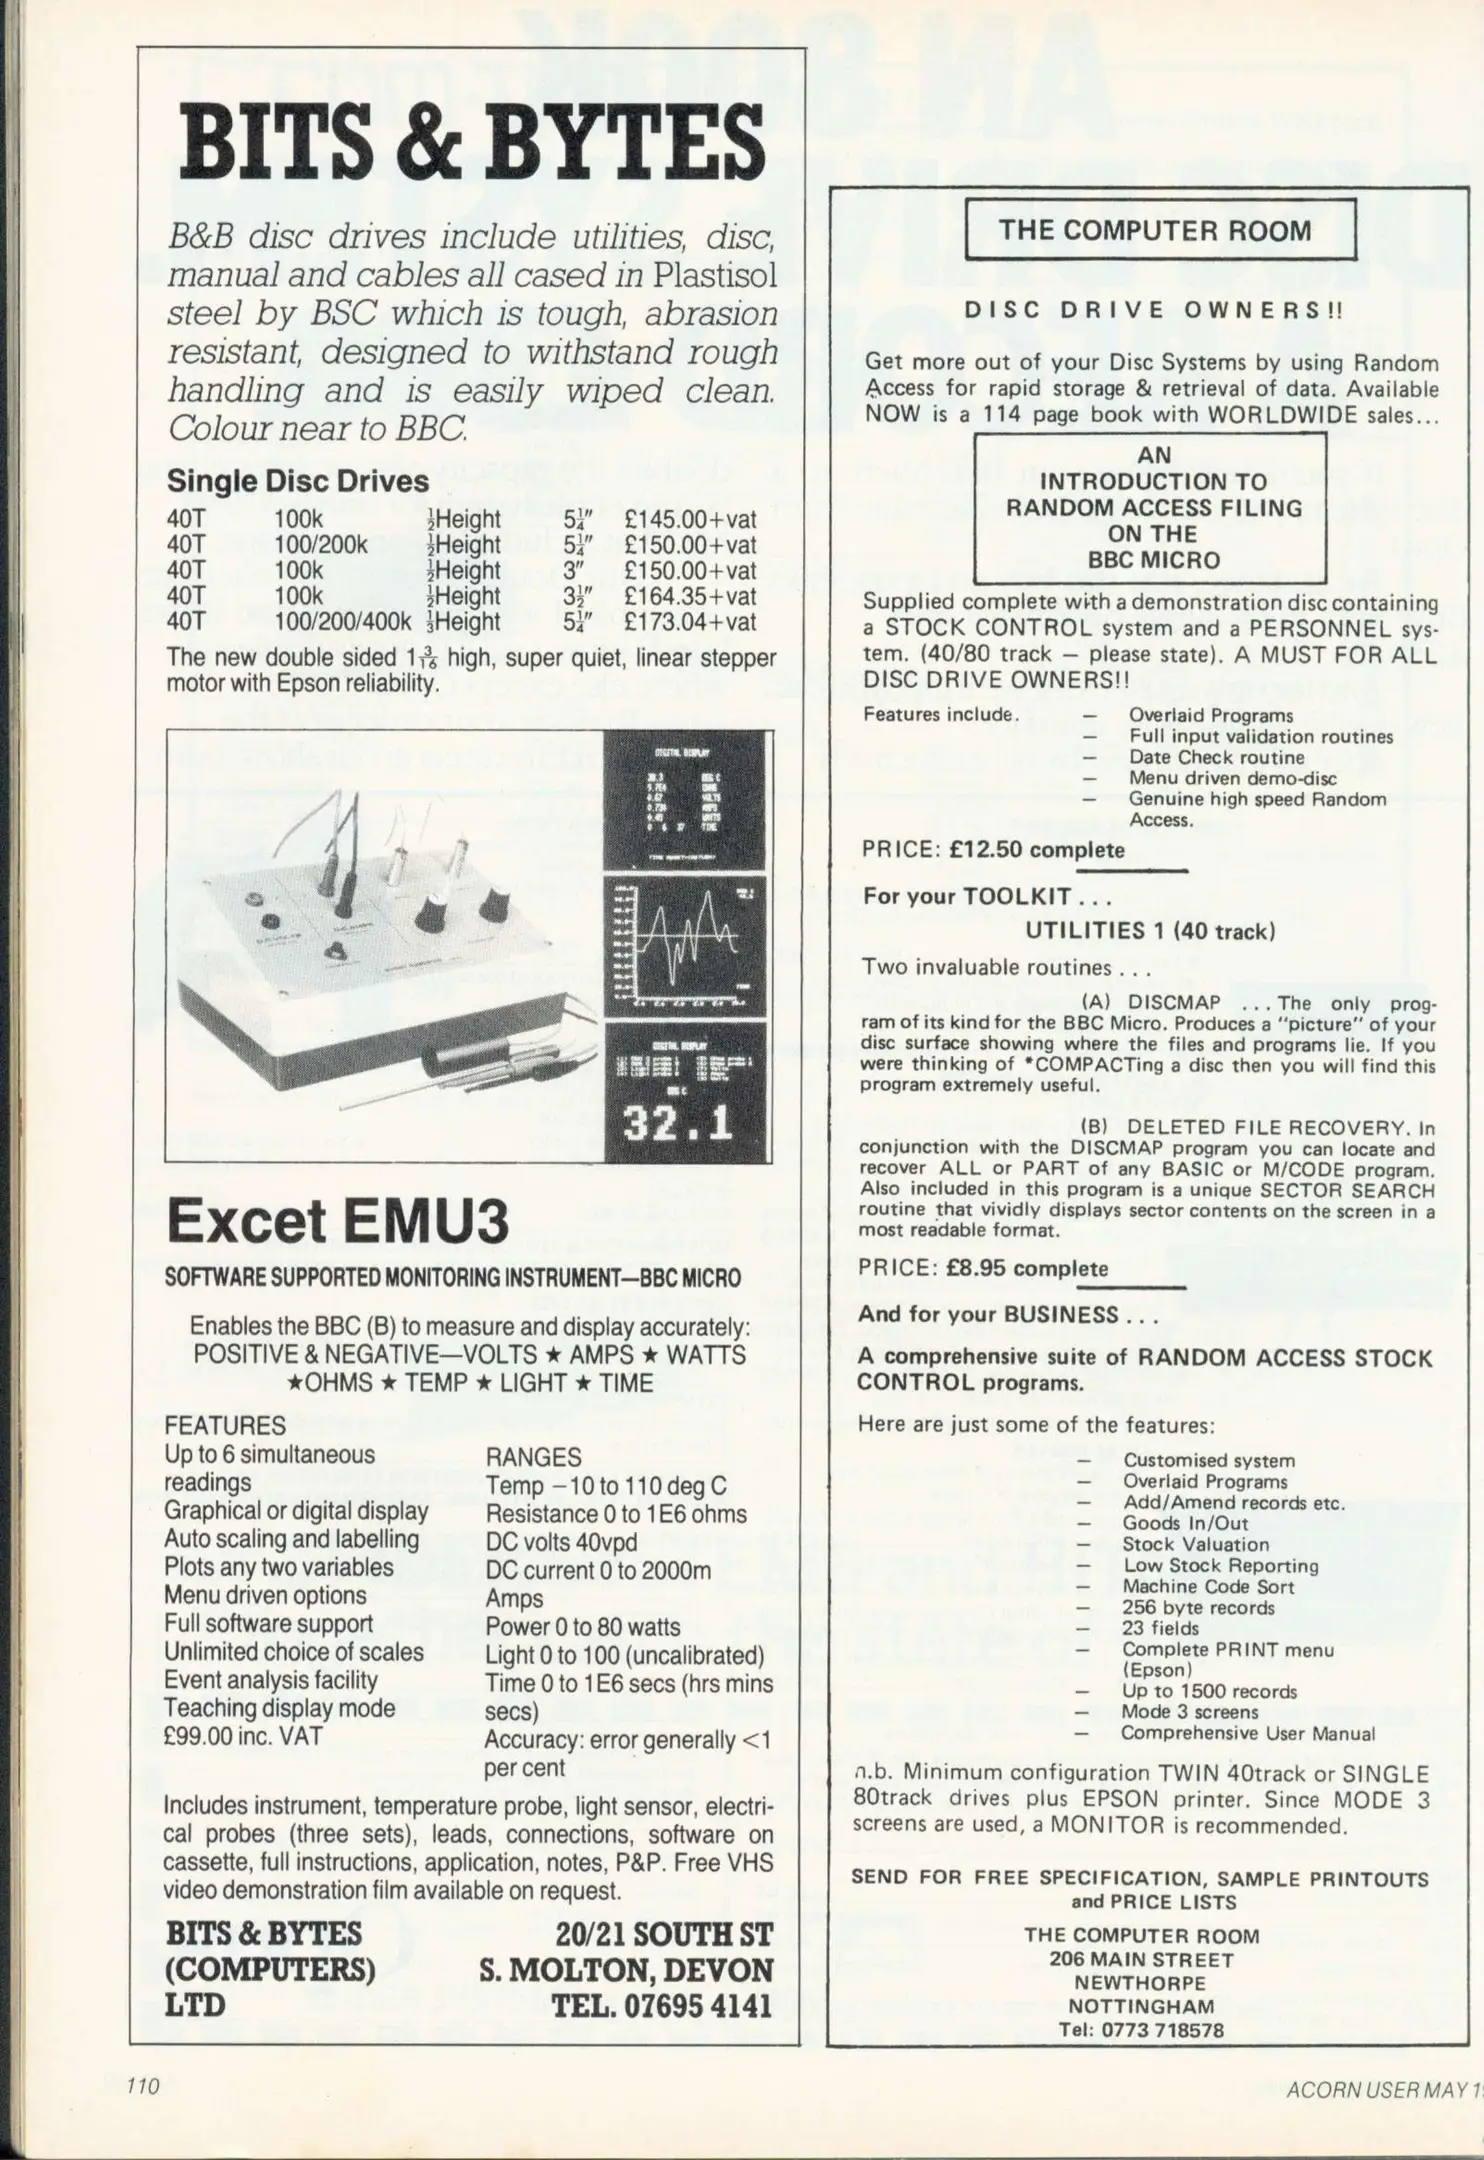 BITS & BYTES
B&B disc drives include utilities, disc,
manual and cables all cased in Plastisol
steel by BSC which is tough, abrasion
resistant, designed to withstand rough
handling and is easily wiped clean.
Colour near to BBC.
Single Disc Drives
40T 100k ½Height 5¼" £145.00+vat
40T 100/200k ½Height 5¼" £150.00+vat
40T 100k ½Height 3" £150.00+vat
40T 100k ½Height 3½" £164.35+vat
40T 100/200/400k ⅓Height 5¼" £173.04+vat
The new double sided 1 3/16 high, super quiet, linear stepper
motor with Epson reliability.
DIGITAL DISPLAY
DIGITAL DISPLAY
DEG C
32.1
Excet EMU3
SOFTWARE SUPPORTED MONITORING INSTRUMENT—BBC MICRO
Enables the BBC (B) to measure and display accurately:
POSITIVE & NEGATIVE—VOLTS ★ AMPS ★ WATTS
★OHMS ★ TEMP ★ LIGHT ★ TIME
FEATURES
Up to 6 simultaneous
readings
Graphical or digital display
Auto scaling and labelling
Plots any two variables
Menu driven options
Full software support
Unlimited choice of scales
Event analysis facility
Teaching display mode
£99.00 inc. VAT
RANGES
Temp –10 to 110 deg C
Resistance 0 to 1E6 ohms
DC volts 40vpd
DC current 0 to 2000m
Amps
Power 0 to 80 watts
Light 0 to 100 (uncalibrated)
Time 0 to 1E6 secs (hrs mins
secs)
Accuracy: error generally <1
per cent
Includes instrument, temperature probe, light sensor, electri-
cal probes (three sets), leads, connections, software on
cassette, full instructions, application, notes, P&P. Free VHS
video demonstration film available on request.
BITS & BYTES
(COMPUTERS)
LTD
20/21 SOUTH ST
S. MOLTON, DEVON
TEL. 07695 4141
THE COMPUTER ROOM
DISC DRIVE OWNERS!!
Get more out of your Disc Systems by using Random
Access for rapid storage & retrieval of data. Available
NOW is a 114 page book with WORLDWIDE sales...
AN
INTRODUCTION TO
RANDOM ACCESS FILING
ON THE
BBC MICRO
Supplied complete with a demonstration disc containing
a STOCK CONTROL system and a PERSONNEL sys-
tem. (40/80 track — please state). A MUST FOR ALL
DISC DRIVE OWNERS!!
Features include. — Overlaid Programs
— Full input validation routines
— Date Check routine
— Menu driven demo-disc
— Genuine high speed Random
Access.
PRICE: £12.50 complete
For your TOOLKIT . . .
UTILITIES 1 (40 track)
Two invaluable routines . . .
(A) DISCMAP ... The only prog-
ram of its kind for the BBC Micro. Produces a "picture" of your
disc surface showing where the files and programs lie. If you
were thinking of *COMPACTing a disc then you will find this
program extremely useful.
(B) DELETED FILE RECOVERY. In
conjunction with the DISCMAP program you can locate and
recover ALL or PART of any BASIC or M/CODE program.
Also included in this program is a unique SECTOR SEARCH
routine that vividly displays sector contents on the screen in a
most readable format.
PRICE: £8.95 complete
And for your BUSINESS . . .
A comprehensive suite of RANDOM ACCESS STOCK
CONTROL programs.
Here are just some of the features:
— Customised system
— Overlaid Programs
— Add/Amend records etc.
— Goods In/Out
— Stock Valuation
— Low Stock Reporting
— Machine Code Sort
— 256 byte records
— 23 fields
— Complete PRINT menu
(Epson)
— Up to 1500 records
— Mode 3 screens
— Comprehensive User Manual
n.b. Minimum configuration TWIN 40track or SINGLE
80track drives plus EPSON printer. Since MODE 3
screens are used, a MONITOR is recommended.
SEND FOR FREE SPECIFICATION, SAMPLE PRINTOUTS
and PRICE LISTS
THE COMPUTER ROOM
206 MAIN STREET
NEWTHORPE
NOTTINGHAM
Tel: 0773 718578
110
ACORN USER MAY 1